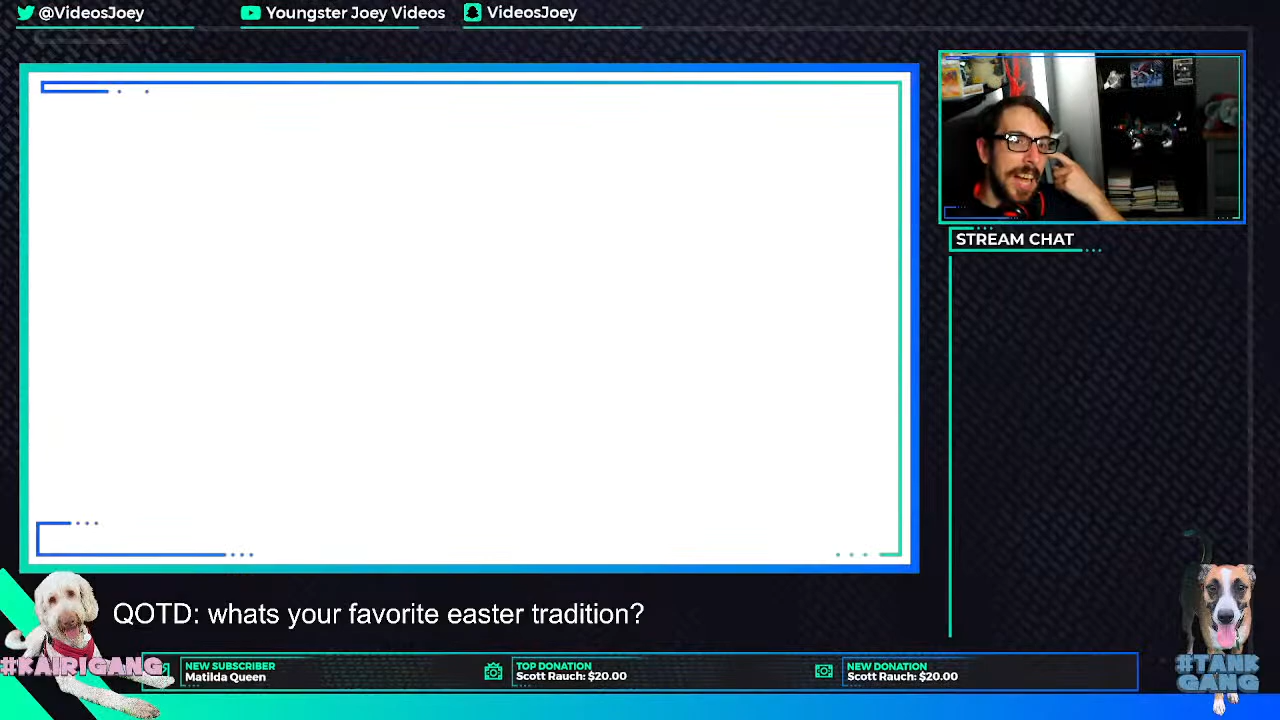 @VideosJoey
Youngster Joey Videos
VideosJoey
STREAM CHAT
QOTD: whats your favorite easter tradition?
#KAIRIGANG
NEW SUBSCRIBER
Matilda Queen
TOP DONATION
Scott Rauch: $20.00
NEW DONATION
Scott Rauch: $20.00
#TANK
GANG